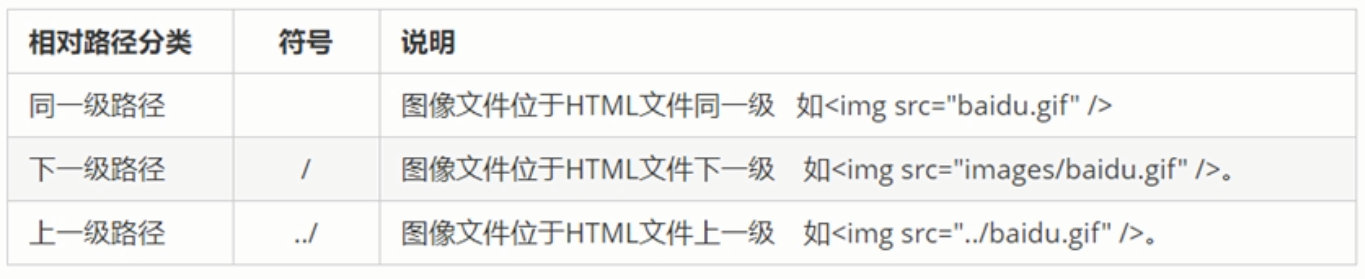 相对路径分类 符号 说明
同一级路径 图像文件位于HTML文件同一级 如<img src="baidu.gif" />
下一级路径 / 图像文件位于HTML文件下一级 如<img src="images/baidu.gif" />。
上一级路径 ../ 图像文件位于HTML文件上一级 如<img src="../baidu.gif" />。